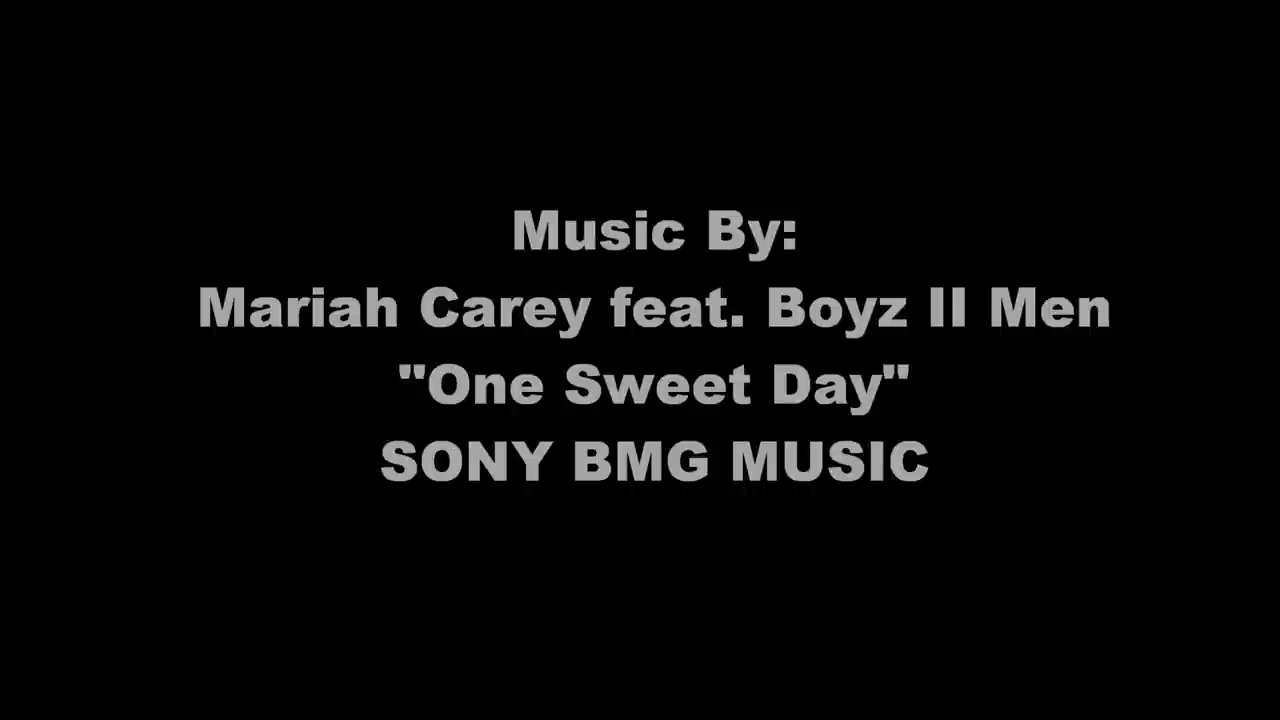 Music By:
Mariah Carey feat. Boyz II Men
"One Sweet Day"
SONY BMG MUSIC